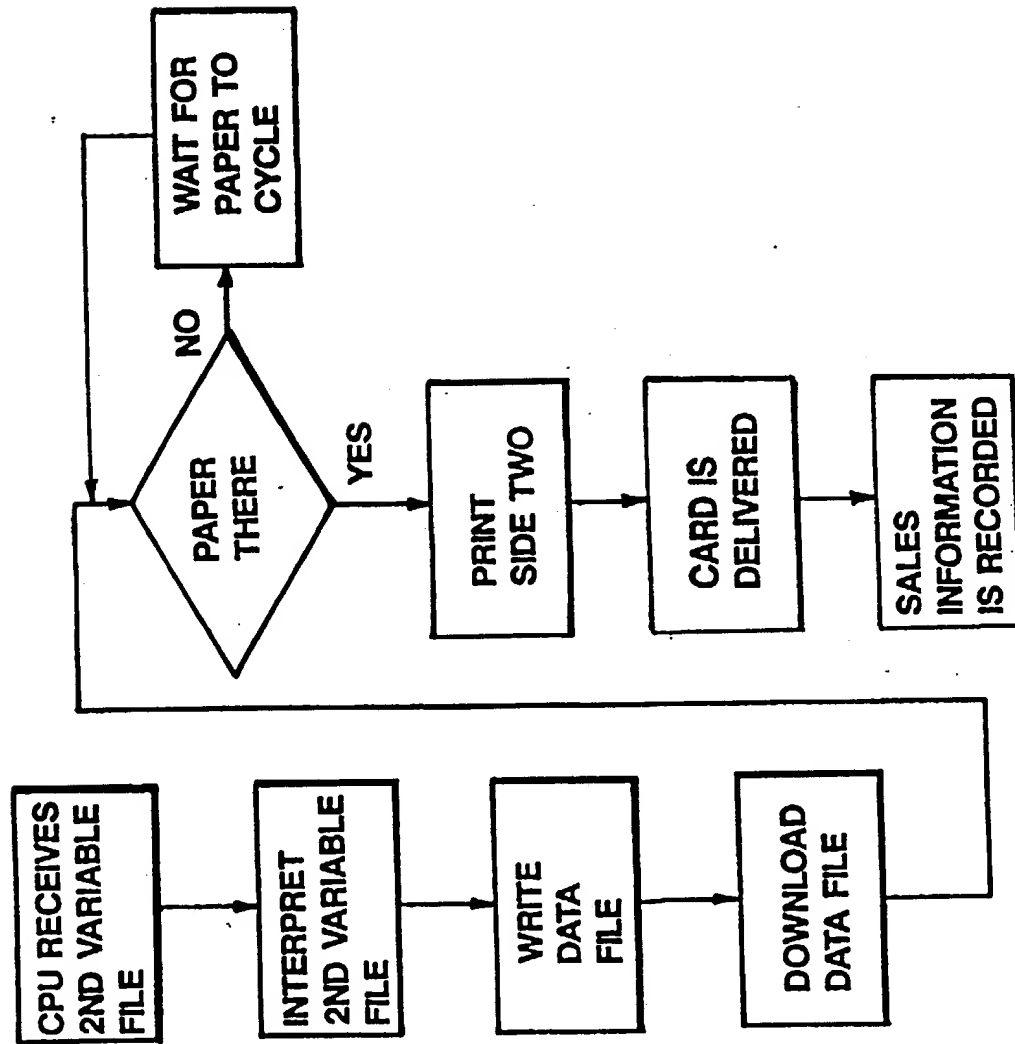 CPU RECEIVES
2ND VARIABLE
FILE
INTERPRET
2ND VARIABLE
FILE
WRITE
DATA
FILE
DOWNLOAD
DATA FILE
PAPER
THERE
NO
WAIT FOR
PAPER TO
CYCLE
YES
PRINT
SIDE TWO
CARD IS
DELIVERED
SALES
INFORMATION
IS RECORDED